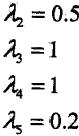 λ₂ = 0.5
λ₃ = 1
λ₄ = 1
λ₅ = 0.2